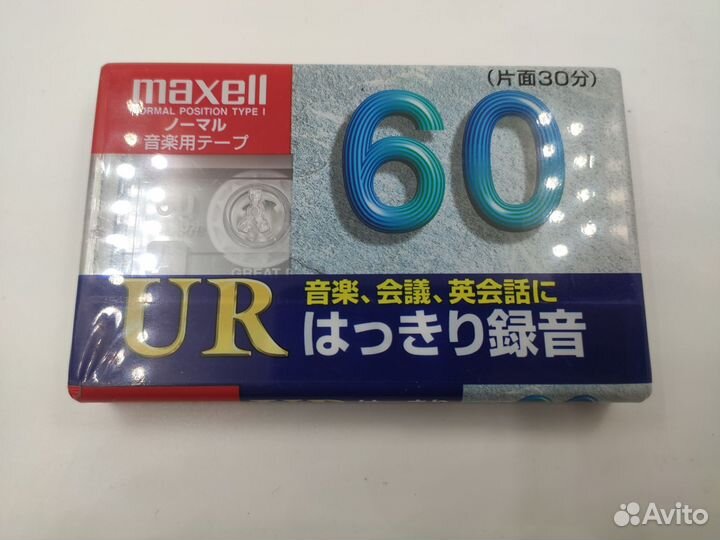 maxell
NORMAL POSITION TYPE I
ノーマル
音楽用テープ
(片面30分)
60
GREAT
UR
音楽、会議、英会話に
はっきり録音
Avito